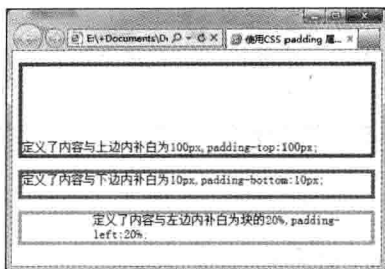 E:\+Documents\D
使用CSS padding 属...
定义了内容与上边内补白为100px,padding-top:100px;
定义了内容与下边内补白为10px,padding-bottom:10px;
定义了内容与左边内补白为块的20%,padding-
left:20%;